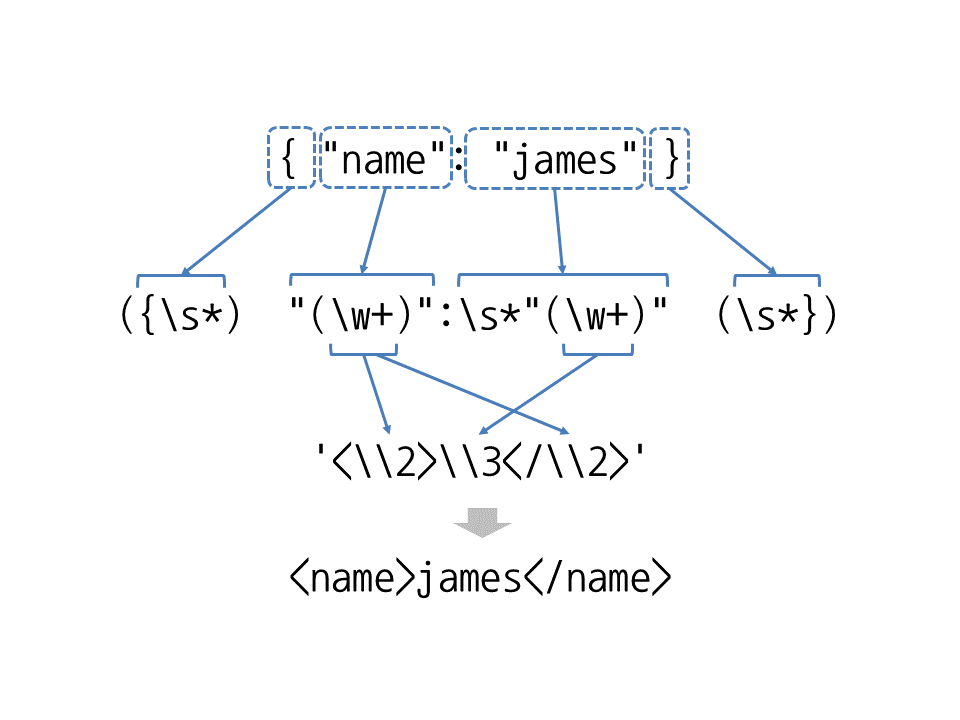 { "name": "james" }
({\s*) "(\w+)":\s*"(\w+)" (\s*})
'<\\2>\\3</\\2>'
<name>james</name>